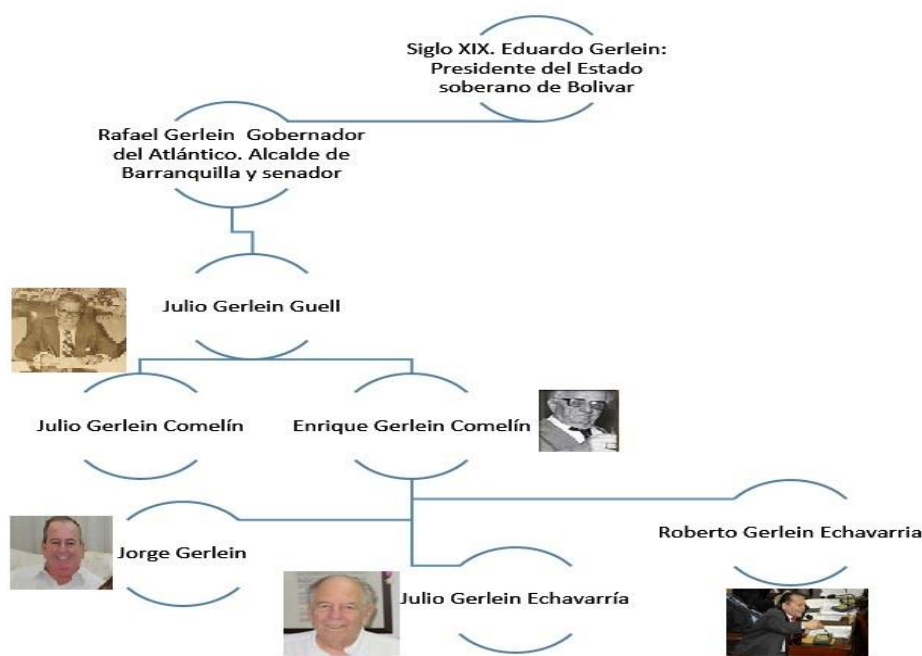 Siglo XIX. Eduardo Gerlein:
Presidente del Estado
soberano de Bolivar
Rafael Gerlein Gobernador
del Atlántico. Alcalde de
Barranquilla y senador
Julio Gerlein Guell
Julio Gerlein Comelín
Enrique Gerlein Comelín
Jorge Gerlein
Julio Gerlein Echavarría
Roberto Gerlein Echavarria